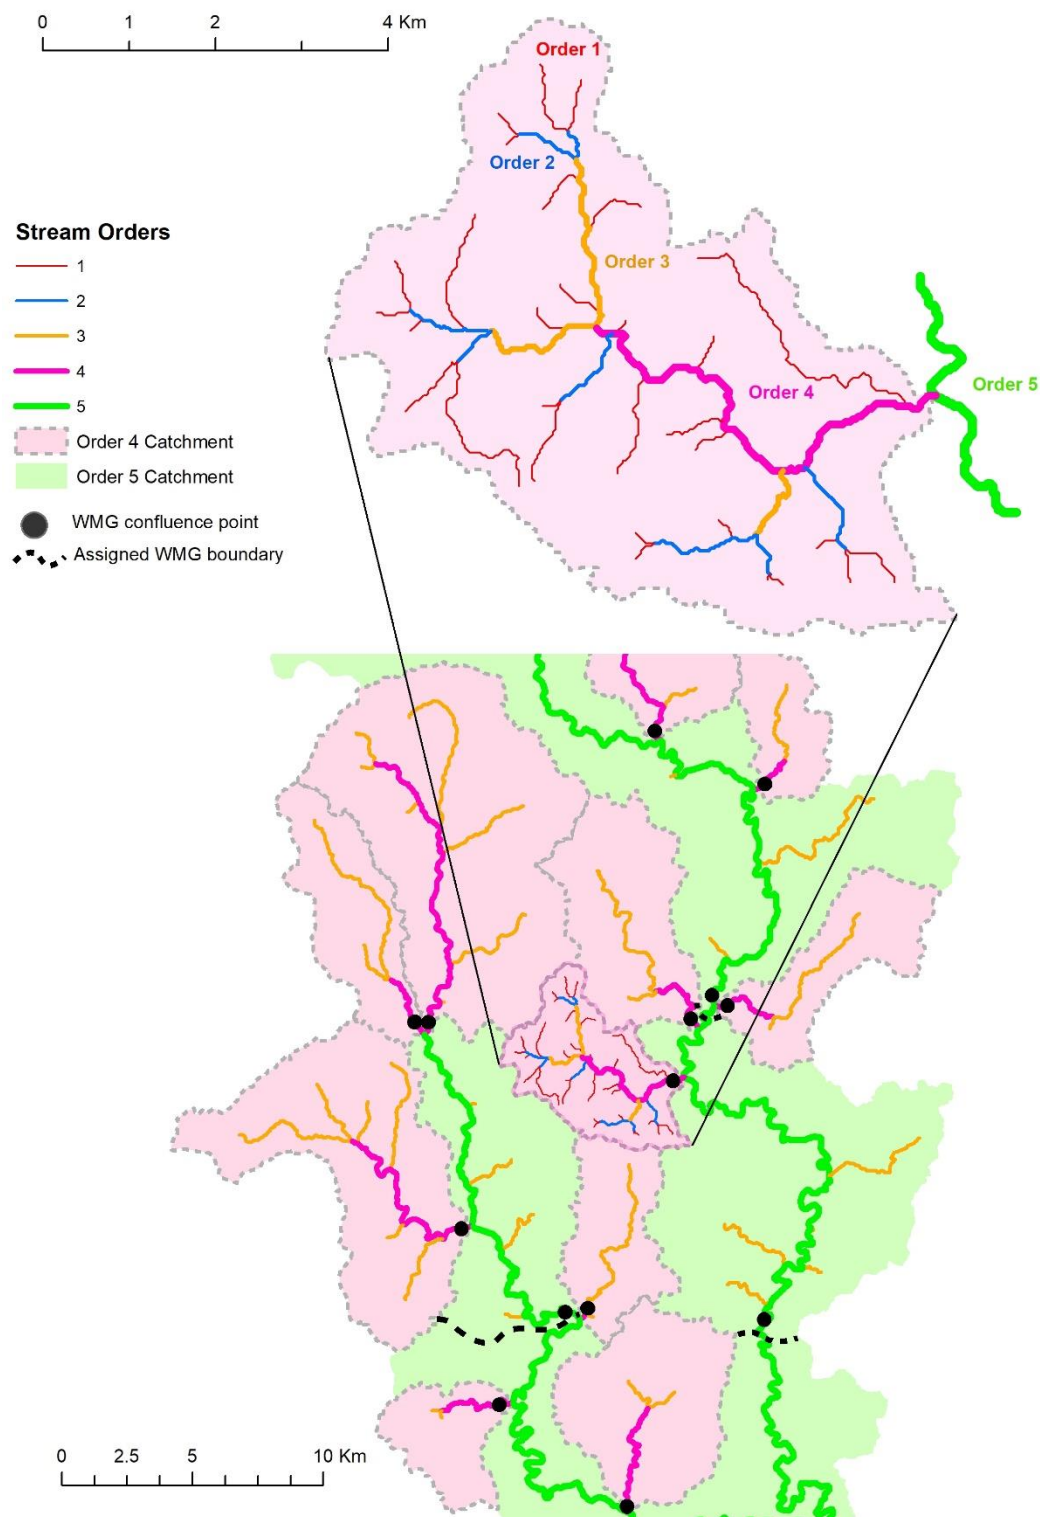 0 1 2 4 Km
Order 1
Order 2
Stream Orders
Order 3
1
2
3
4
5
Order 4
Order 5
Order 4 Catchment
Order 5 Catchment
WMG confluence point
Assigned WMG boundary
0 2.5 5 10 Km